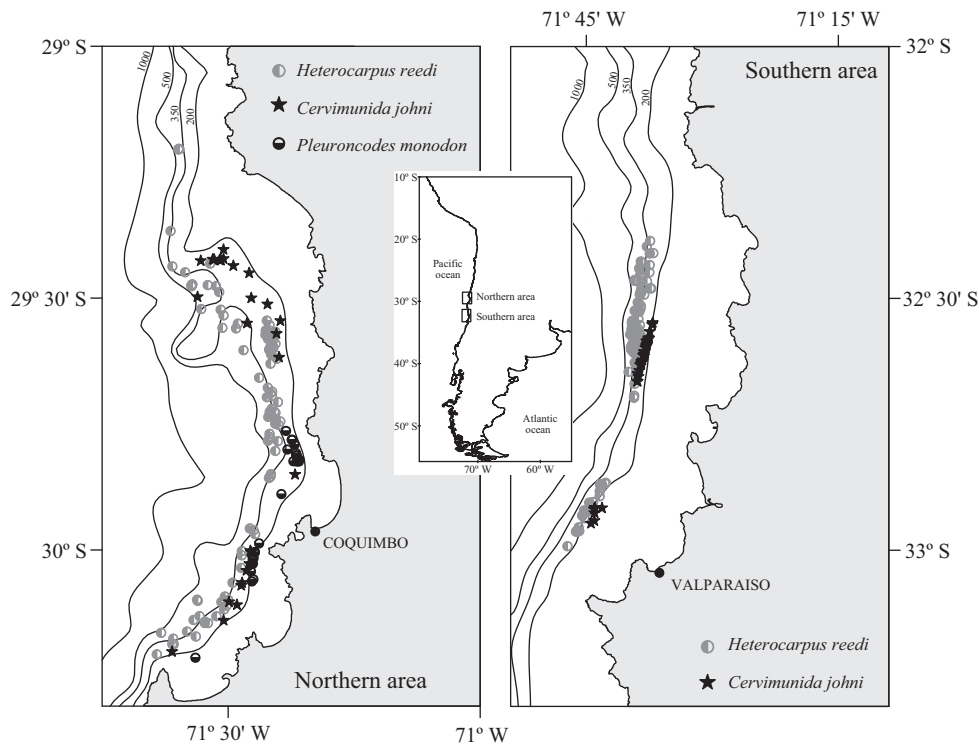 71º 45' W
71º 15' W
29º S
32º S
1000
500
350
200
Heterocarpus reedi
Cervimunida johni
Pleuroncodes monodon
1000
500
350
200
Southern area
10º S
20º S
30º S
40º S
50º S
Pacific
ocean
Northern area
Southern area
Atlantic
ocean
70º W
60º W
29º 30' S
32º 30' S
COQUIMBO
30º S
33º S
VALPARAISO
Northern area
Heterocarpus reedi
Cervimunida johni
71º 30' W
71º W